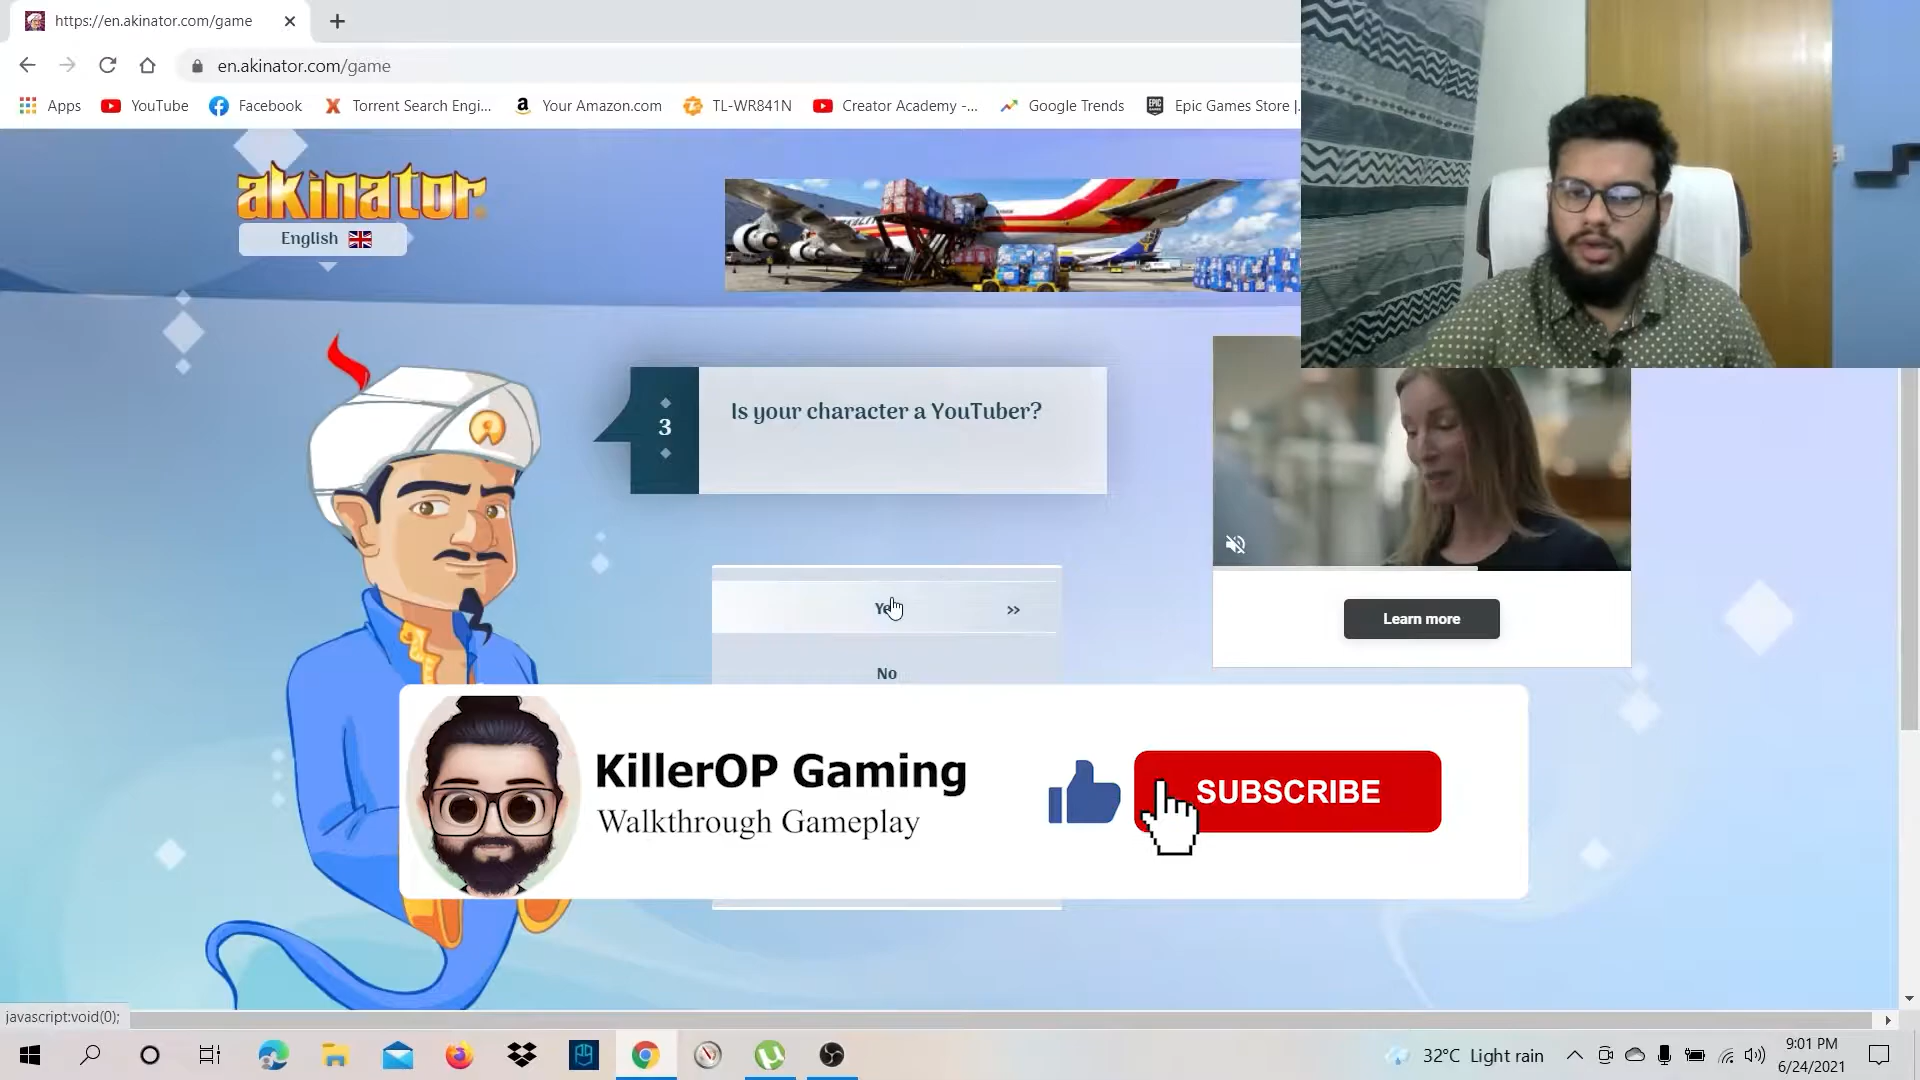 https://en.akinator.com/game
en.akinator.com/game
Apps
YouTube
Facebook
Torrent Search Engi...
Your Amazon.com
TL-WR841N
Creator Academy -...
Google Trends
Epic Games Store |.
akinator
English
3
Is your character a YouTuber?
>>
No
Learn more
KillerOP Gaming
Walkthrough Gameplay
SUBSCRIBE
javascript:void(0);
32°C Light rain
9:01 PM
6/24/2021